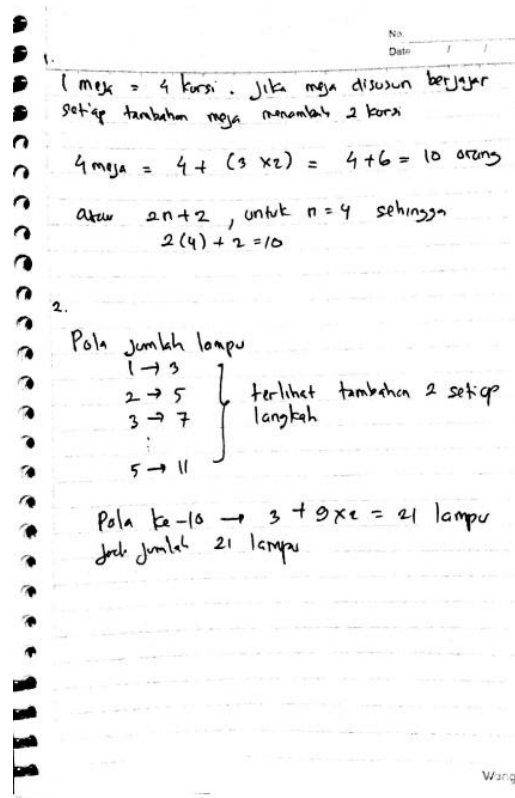 No.
Date / /
1.
1 meja = 4 kursi. Jika meja disusun berjajar
setiap tambahan meja menambah 2 kursi
4 meja = 4 + (3 x2) = 4+6 = 10 orang
atau 2n+2, untuk n = 4 sehingga
2(4) + 2 =10
2.
Pola jumlah lampu
1 → 3
2 → 5
3 → 7
⋮
5 → 11
terlihat tambahan 2 setiap
langkah
Pola ke-10 → 3 + 9x2 = 21 lampu
jadi jumlah 21 lampu